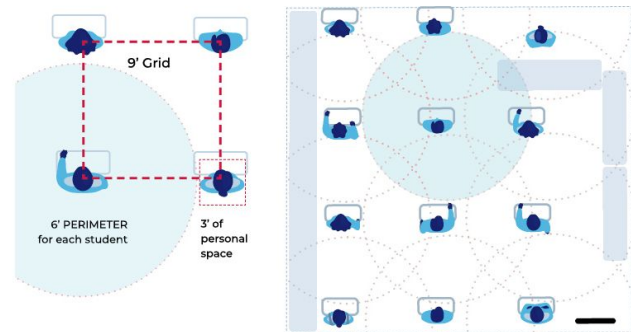 9' Grid
6' PERIMETER
for each student
3' of
personal
space